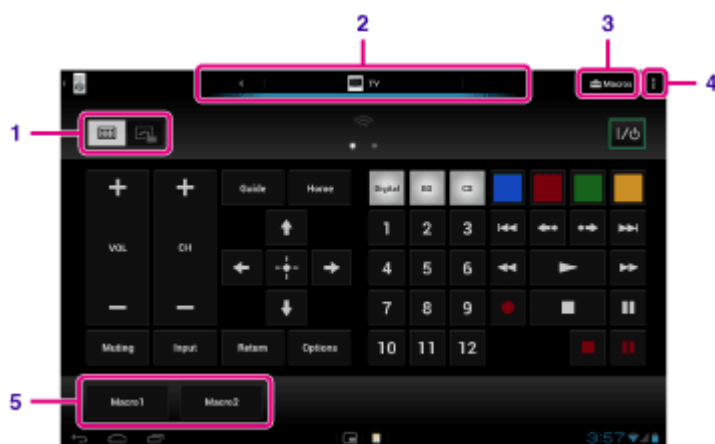 2
3
TV
Macros
4
1
Guide
Home
Digital
BS
CS
VOL
CH
1
2
3
4
5
6
7
8
9
Muting
Input
Return
Options
10
11
12
5
Macro1
Macro2
3:57